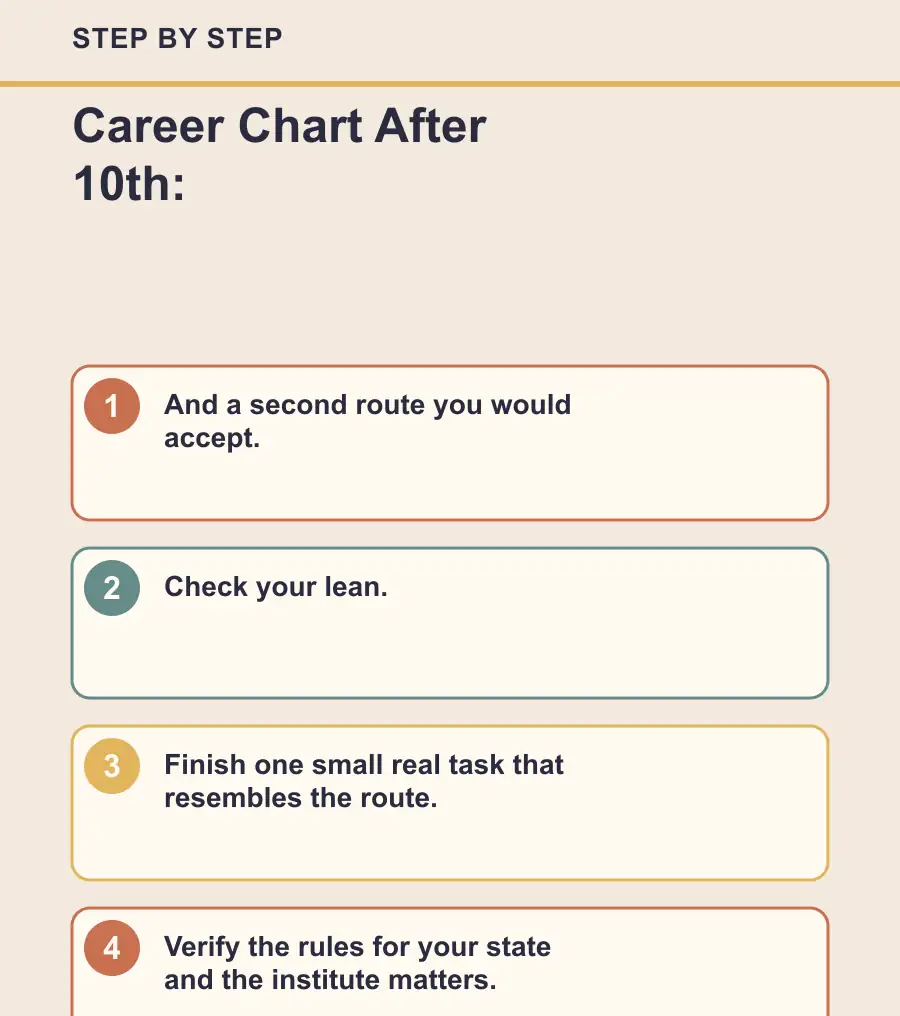 STEP BY STEP
Career Chart After
10th:
1
And a second route you would
accept.
2
Check your lean.
3
Finish one small real task that
resembles the route.
4
Verify the rules for your state
and the institute matters.